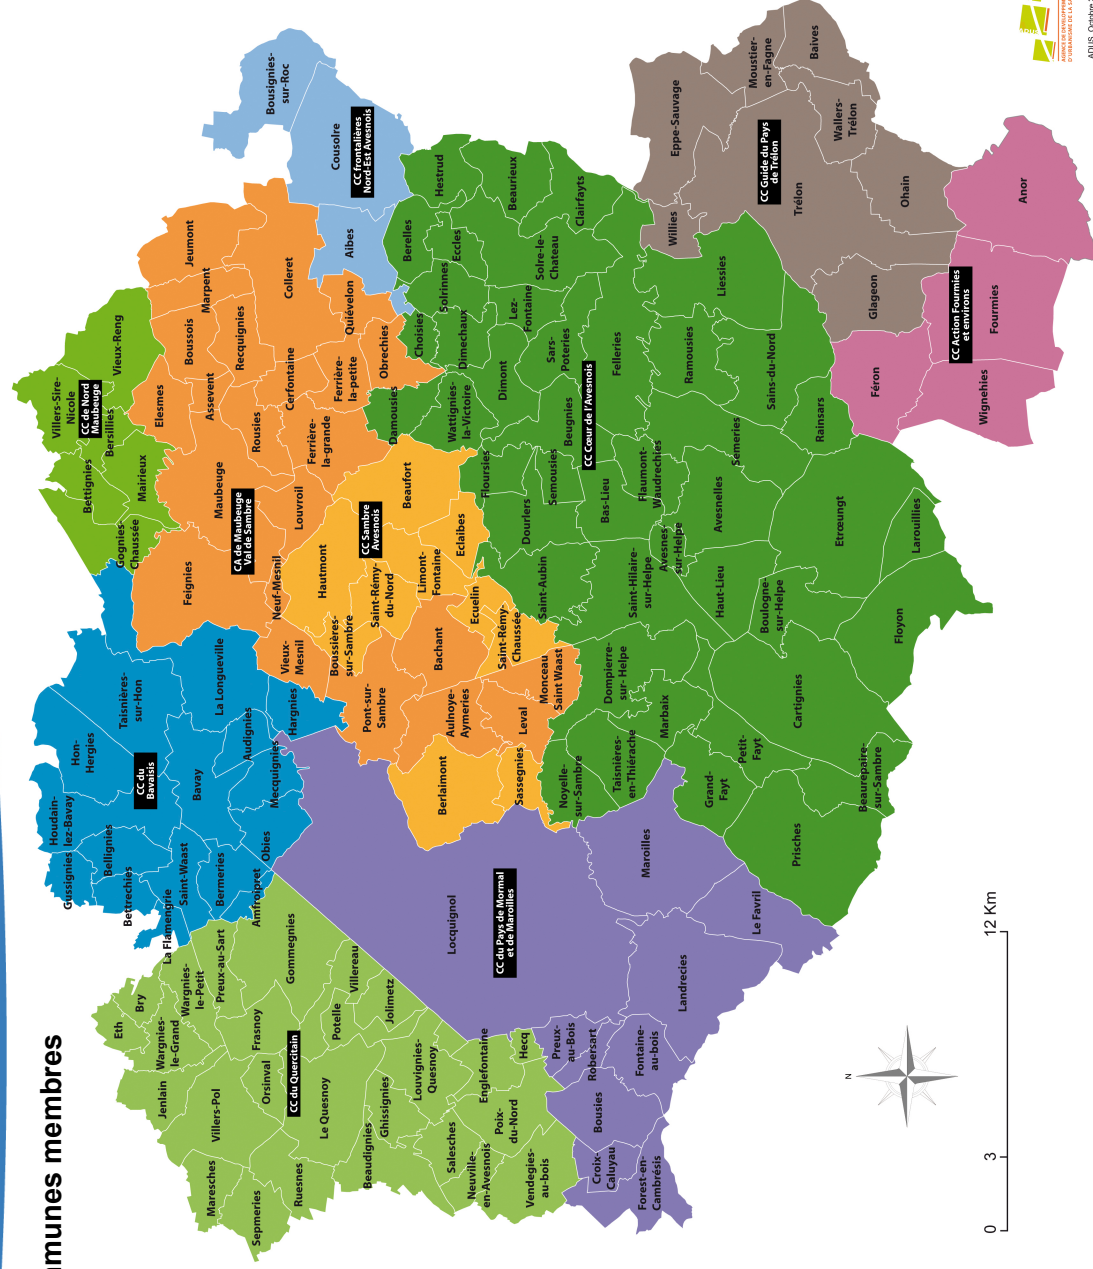 mmunes membres
Eth
Bry
La Flamengrie
Wargnies-
le-Grand
Wargnies-
le-Petit
Preux-au-Sart
Jenlain
Villers-Pol
Frasnoy
Gommegnies
Amfroipret
Orsinval
CC du Quercitain
Maresches
Sepmeries
Ruesnes
Le Quesnoy
Potelle
Villereau
Jolimetz
Beaudignies
Ghissignies
Louvignies-
Quesnoy
Englefontaine
Hecq
Salesches
Neuville-
en-Avesnois
Poix-
du-Nord
Vendegies-
au-bois
Gussignies
Houdain-
lez-Bavay
Hon-
Hergies
Taisnières-
sur-Hon
Bettrechies
Bellignies
CC du
Bavaisis
Saint-Waast
Bavay
La Longueville
Bermeries
Audignies
Obies
Mecquignies
Hargnies
Gognies-
Chaussée
Bettignies
Villers-Sire-
Nicole
CC de Nord
Maubeuge
Bersillies
Vieux-Reng
Mairieux
Feignies
Maubeuge
Elesmes
Assevent
Boussois
Marpent
Jeumont
Recquignies
Rousies
CA de Maubeuge
Val de Sambre
Neuf-Mesnil
Louvroil
Cerfontaine
Colleret
Ferrière-
la-grande
Ferrière-
la-petite
Quiévelon
Obrechies
Vieux-
Mesnil
Pont-sur-
Sambre
Bachant
Aulnoye-
Aymeries
Leval
Monceau
Saint Waast
Hautmont
CC Sambre
Avesnois
Boussières-
sur-Sambre
Saint-Rémy-
du-Nord
Beaufort
Limont-
Fontaine
Eclaibes
Ecuelin
Saint-Rémy-
Chaussée
Berlaimont
Sassegnies
Bousignies-
sur-Roc
Cousolre
CC frontalières
Nord-Est Avesnois
Aibes
Locquignol
CC du Pays de Mormal
et de Maroilles
Maroilles
Le Favril
Landrecies
Preux-
au-Bois
Robersart
Fontaine-
au-bois
Bousies
Croix-
Caluyau
Forest-en-
Cambrésis
Damousies
Choisies
Berelles
Hestrud
Wattignies-
la-Victoire
Dimechaux
Solrinnes
Eccles
Floursies
Dimont
Lez-
Fontaine
Solre-le-
Chateau
Beaurieux
Clairfayts
Dourlers
Semousies
Beugnies
Sars-
Poteries
CC Cœur de l'Avesnois
Felleries
Saint-Aubin
Bas-Lieu
Flaumont-
Waudrechies
Ramousies
Liessies
Noyelle-
sur-Sambre
Taisnières-
en-Thiérache
Dompierre-
sur- Helpe
Saint-Hilaire-
sur-Helpe
Avesnes-
sur-Helpe
Marbaix
Haut-Lieu
Avesnelles
Semeries
Sains-du-Nord
Grand-
Fayt
Petit-
Fayt
Boulogne-
sur-Helpe
Cartignies
Etrœungt
Rainsars
Prisches
Beaurepaire-
sur-Sambre
Floyon
Larouillies
Eppe-Sauvage
Moustier-
en-Fagne
Baives
Willies
CC Guide du Pays
de Trélon
Trélon
Wallers-
Trélon
Glageon
Ohain
Féron
CC Action Fourmies
et environs
Fourmies
Wignehies
Anor
N
0
3
12 Km